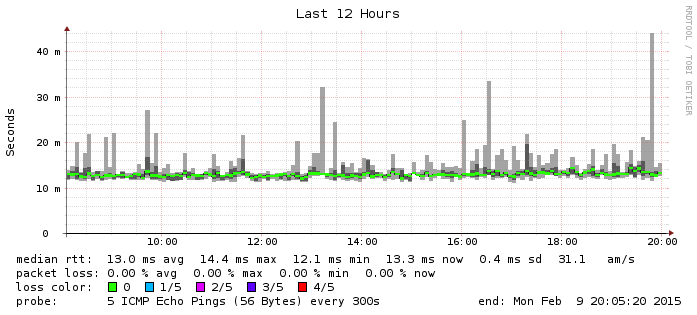 Last 12 Hours
RRDTOOL / TOBI OETIKER
Seconds
40 m
30 m
20 m
10 m
0
10:00 12:00 14:00 16:00 18:00 20:00
median rtt: 13.0 ms avg 14.4 ms max 12.1 ms min 13.3 ms now 0.4 ms sd 31.1 am/s
packet loss: 0.00 % avg 0.00 % max 0.00 % min 0.00 % now
loss color: 0 1/5 2/5 3/5 4/5
probe: 5 ICMP Echo Pings (56 Bytes) every 300s end: Mon Feb 9 20:05:20 2015